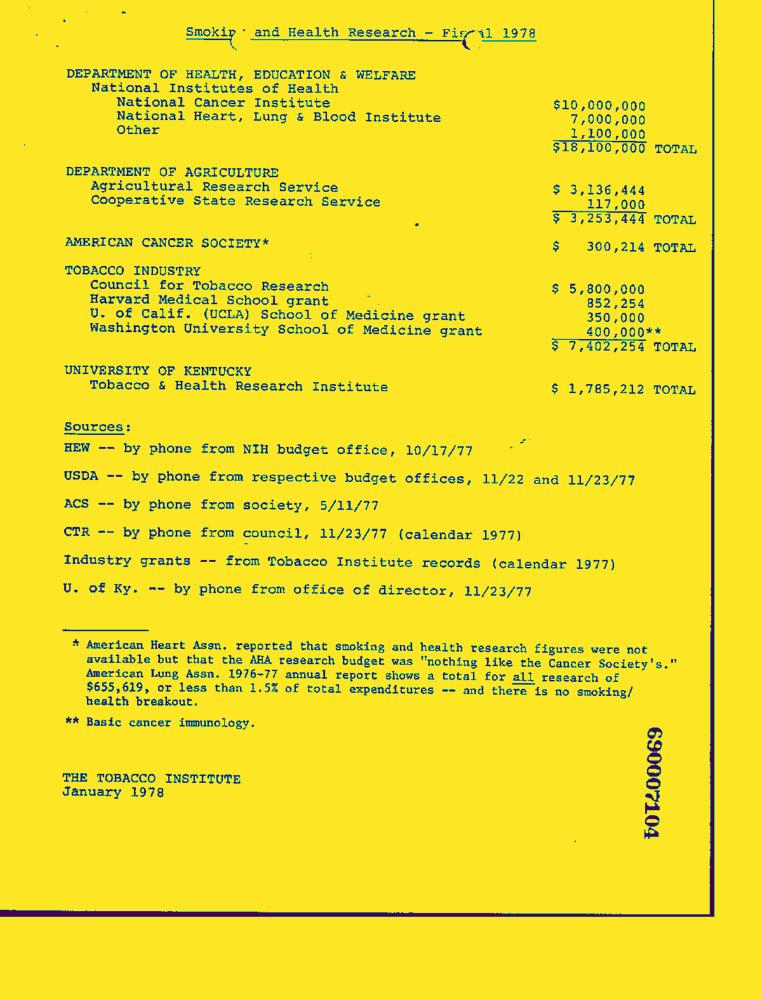 Smoking and Health Research - Fiscal 1978
DEPARTMENT OF HEALTH, EDUCATION & WELFARE
National Institutes of Health
National Cancer Institute $10,000,000
National Heart, Lung & Blood Institute 7,000,000
Other 1,100,000
$18,100,000 TOTAL
DEPARTMENT OF AGRICULTURE
Agricultural Research Service $ 3,136,444
Cooperative State Research Service 117,000
$ 3,253,444 TOTAL
AMERICAN CANCER SOCIETY* $ 300,214 TOTAL
TOBACCO INDUSTRY
Council for Tobacco Research $ 5,800,000
Harvard Medical School grant 852,254
U. of Calif. (UCLA) School of Medicine grant 350,000
Washington University School of Medicine grant 400,000**
$ 7,402,254 TOTAL
UNIVERSITY OF KENTUCKY
Tobacco & Health Research Institute $ 1,785,212 TOTAL
Sources:
HEW -- by phone from NIH budget office, 10/17/77
USDA -- by phone from respective budget offices, 11/22 and 11/23/77
ACS -- by phone from society, 5/11/77
CTR -- by phone from council, 11/23/77 (calendar 1977)
Industry grants -- from Tobacco Institute records (calendar 1977)
U. of Ky. -- by phone from office of director, 11/23/77
* American Heart Assn. reported that smoking and health research figures were not
available but that the AHA research budget was "nothing like the Cancer Society's."
American Lung Assn. 1976-77 annual report shows a total for all research of
$655,619, or less than 1.5% of total expenditures -- and there is no smoking/
health breakout.
** Basic cancer immunology.
THE TOBACCO INSTITUTE
January 1978
690007104